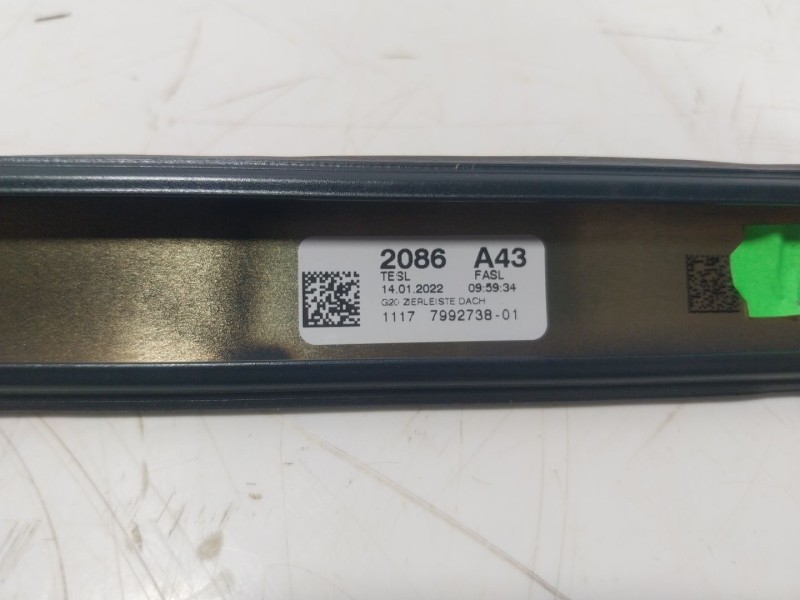 2086 A43
TESL FASL
14.01.2022 09:59:34
G20 ZIERLEISTE DACH
1117 7992738-01